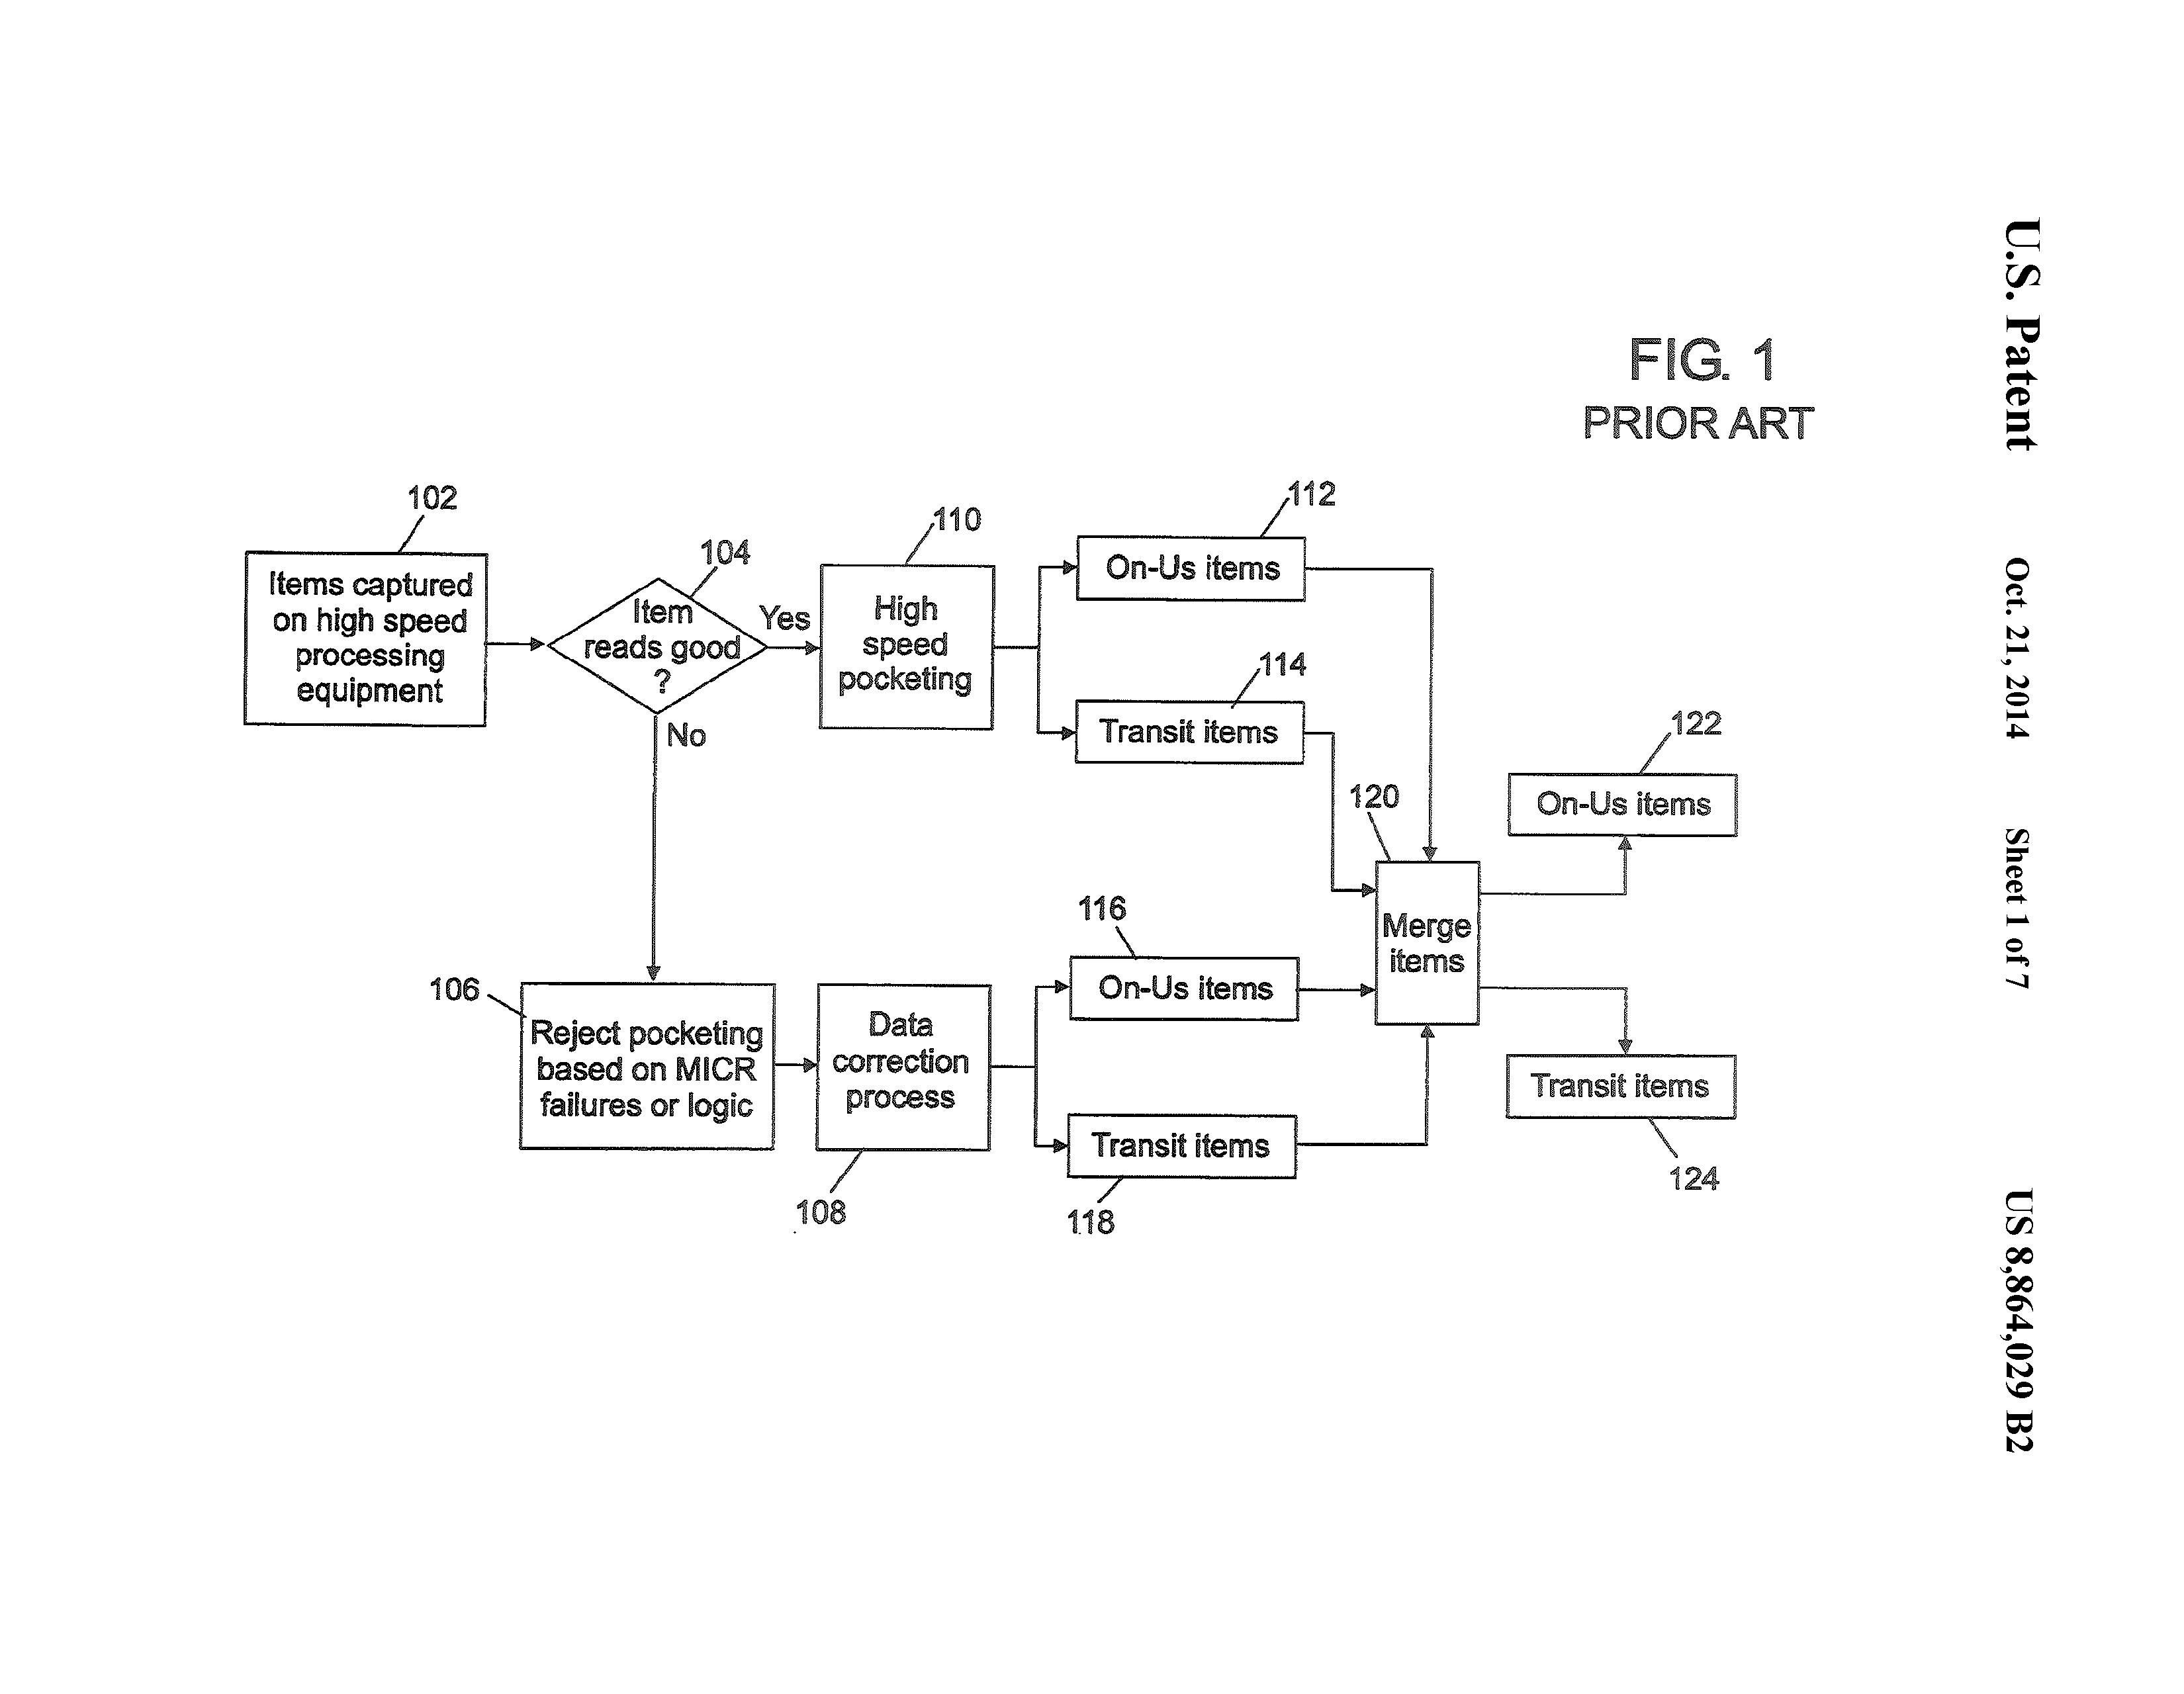 U.S. Patent
Oct. 21, 2014
Sheet 1 of 7
US 8,864,029 B2
FIG. 1
PRIOR ART
102
Items captured
on high speed
processing
equipment
104
Item
reads good
?
Yes
No
110
High
speed
pocketing
112
On-Us items
114
Transit items
106
Reject pocketing
based on MICR
failures or logic
Data
correction
process
108
116
On-Us items
Transit items
118
120
Merge
items
122
On-Us items
Transit items
124